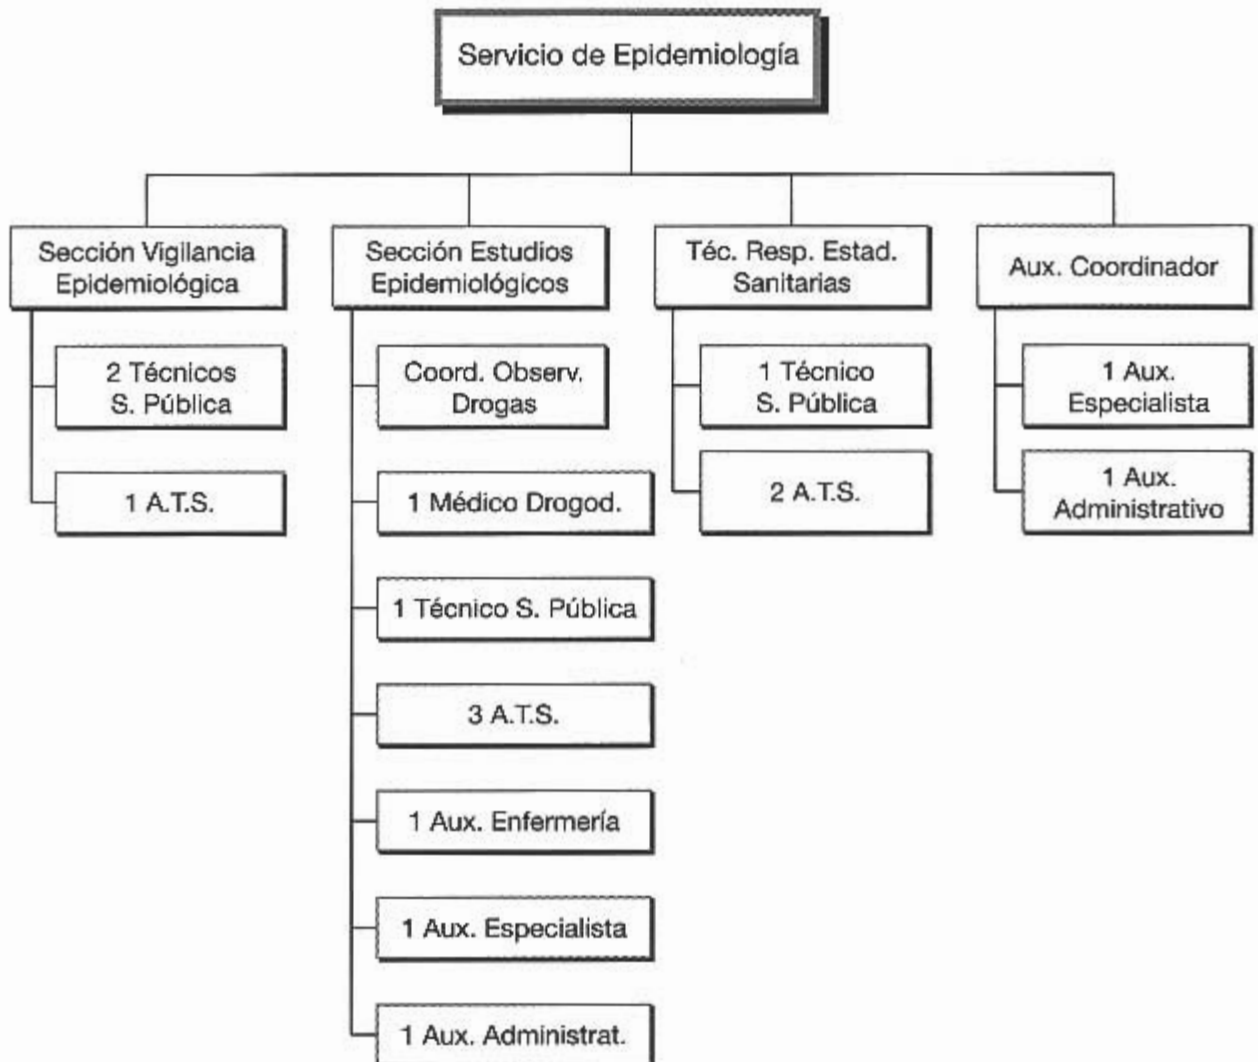 Servicio de Epidemiología
Sección Vigilancia
Epidemiológica
2 Técnicos
S. Pública
1 A.T.S.
Sección Estudios
Epidemiológicos
Coord. Observ.
Drogas
1 Médico Drogod.
1 Técnico S. Pública
3 A.T.S.
1 Aux. Enfermería
1 Aux. Especialista
1 Aux. Administrat.
Téc. Resp. Estad.
Sanitarias
1 Técnico
S. Pública
2 A.T.S.
Aux. Coordinador
1 Aux.
Especialista
1 Aux.
Administrativo